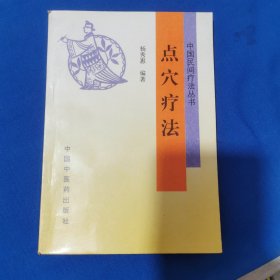 中国民间疗法丛书
点穴疗法
杨秀惠 编著
中国中医药出版社